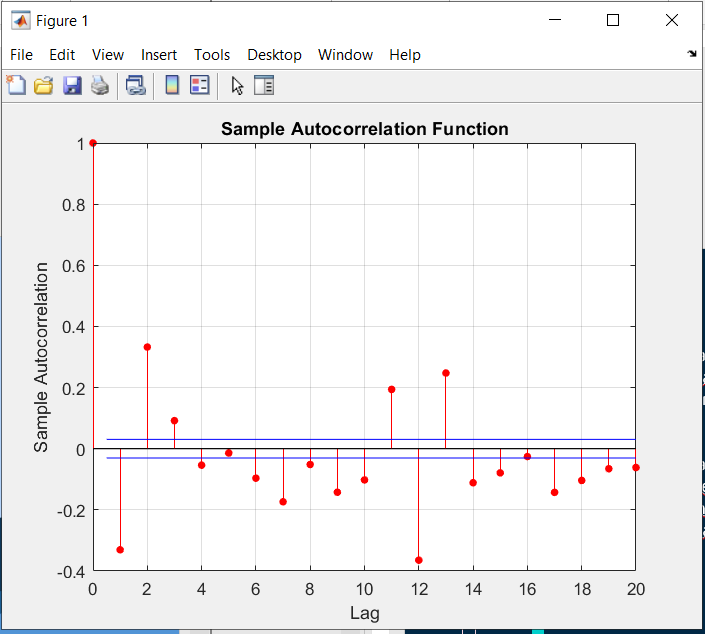 Figure 1
File Edit View Insert Tools Desktop Window Help
Sample Autocorrelation Function
1
0.8
0.6
0.4
0.2
0
-0.2
-0.4
Sample Autocorrelation
0 2 4 6 8 10 12 14 16 18 20
Lag